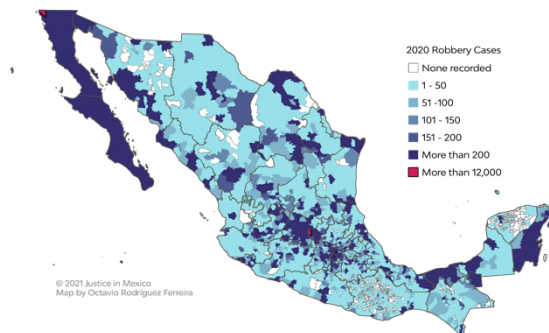 2020 Robbery Cases
None recorded
1 - 50
51 -100
101 - 150
151 - 200
More than 200
More than 12,000
© 2021 Justice in Mexico
Map by Octavio Rodríguez Ferreira